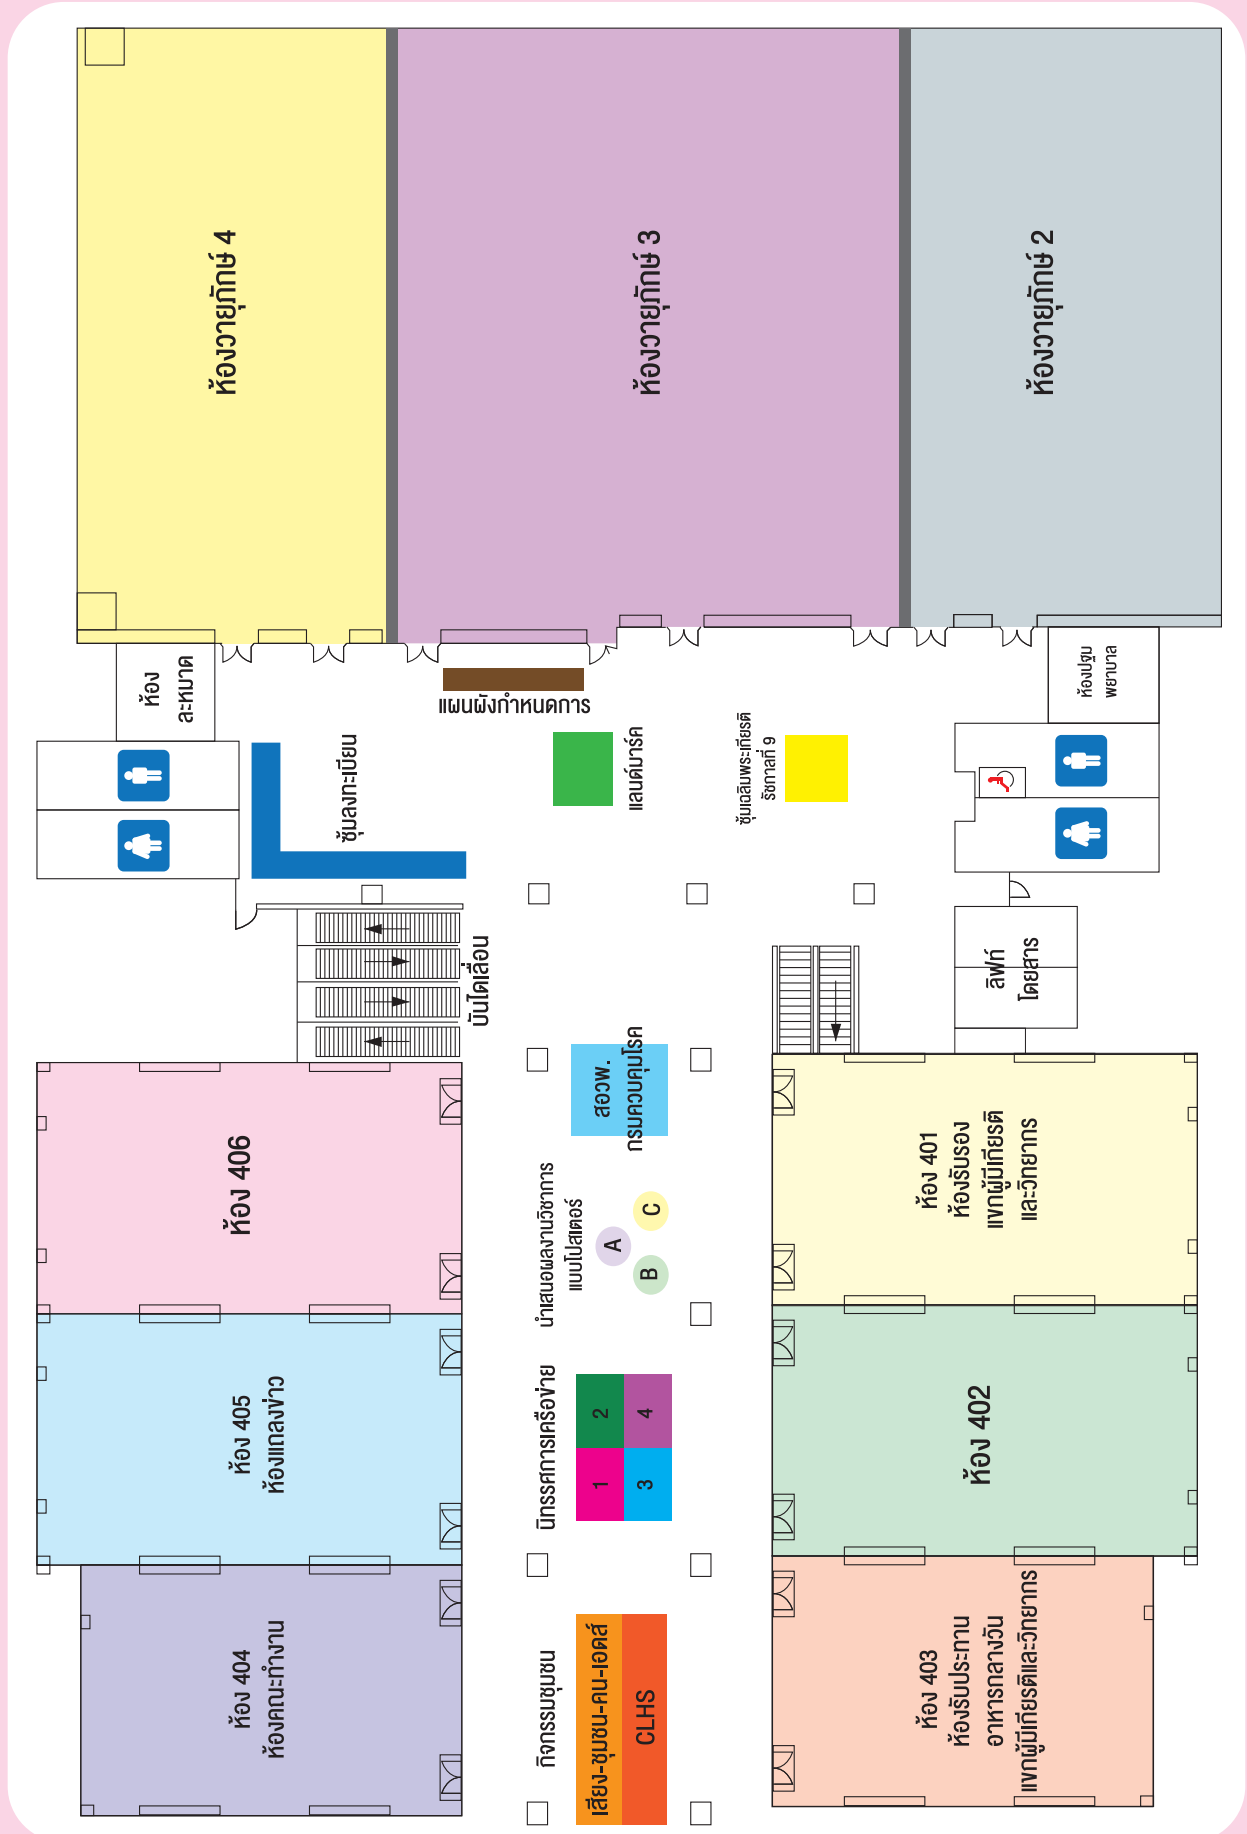 ห้องวายุภักษ์ 4
ห้องวายุภักษ์ 3
ห้องวายุภักษ์ 2
ห้อง
ละหมาด
แผนผังกำหนดการ
ห้องปฐม
พยาบาล
ซุ้มลงทะเบียน
แลนด์มาร์ค
ซุ้มเฉลิมพระเกียรติ
รัชกาลที่ 9
บันไดเลื่อน
ลิฟท์
โดยสาร
สอวพ.
กรมควบคุมโรค
ห้อง 406
นำเสนอผลงานวิชาการ
แบบโปสเตอร์
A
B
C
ห้อง 401
ห้องรับรอง
แขกผู้มีเกียรติ
และวิทยากร
ห้อง 405
ห้องแถลงข่าว
นิทรรศการเครือข่าย
1
2
3
4
ห้อง 402
ห้อง 404
ห้องคณะทำงาน
กิจกรรมชุมชน
เสียง-ชุมชน-คน-เอดส์
CLHS
ห้อง 403
ห้องรับประทาน
อาหารกลางวัน
แขกผู้มีเกียรติและวิทยากร